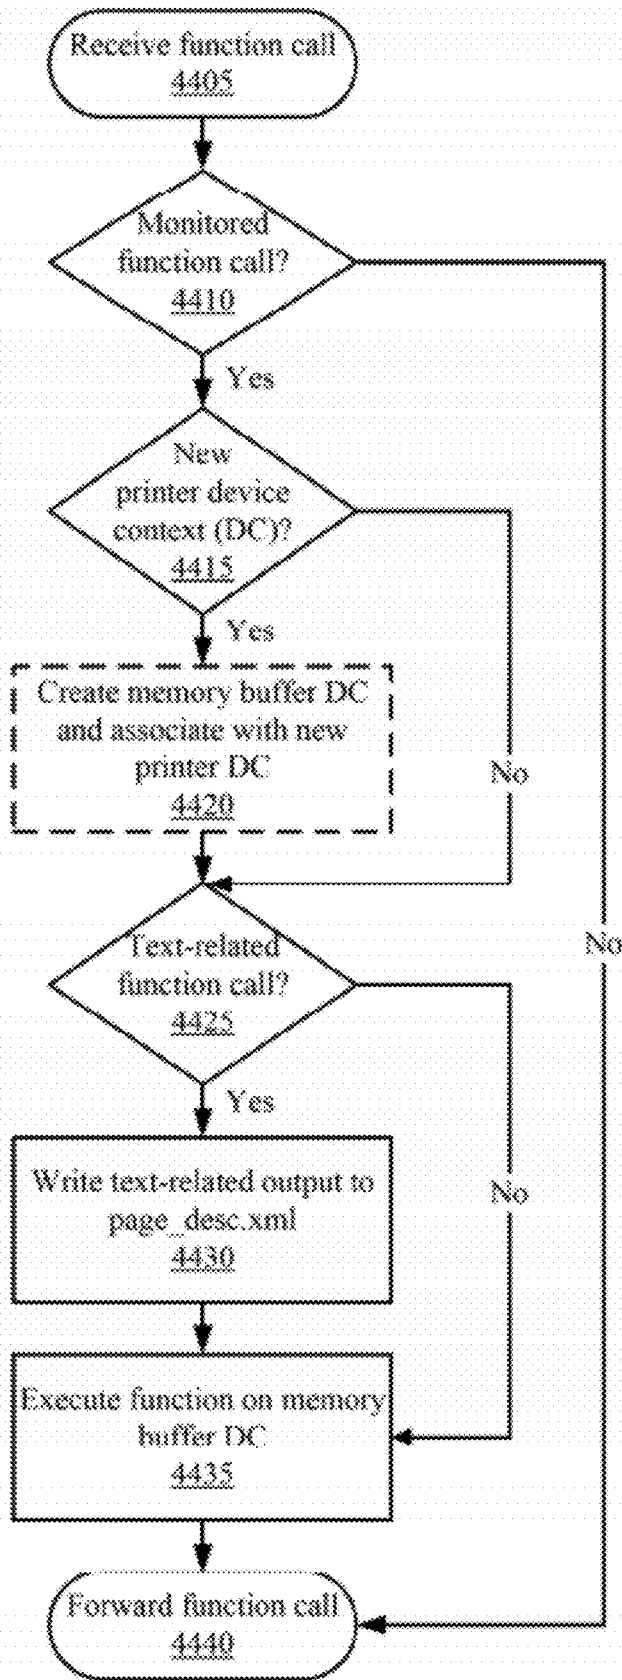 Receive function call
4405
Monitored
function call?
4410
Yes
New
printer device
context (DC)?
4415
Yes
Create memory buffer DC
and associate with new
printer DC
4420
No
Text-related
function call?
4425
No
Yes
Write text-related output to
page_desc.xml
4430
No
Execute function on memory
buffer DC
4435
Forward function call
4440